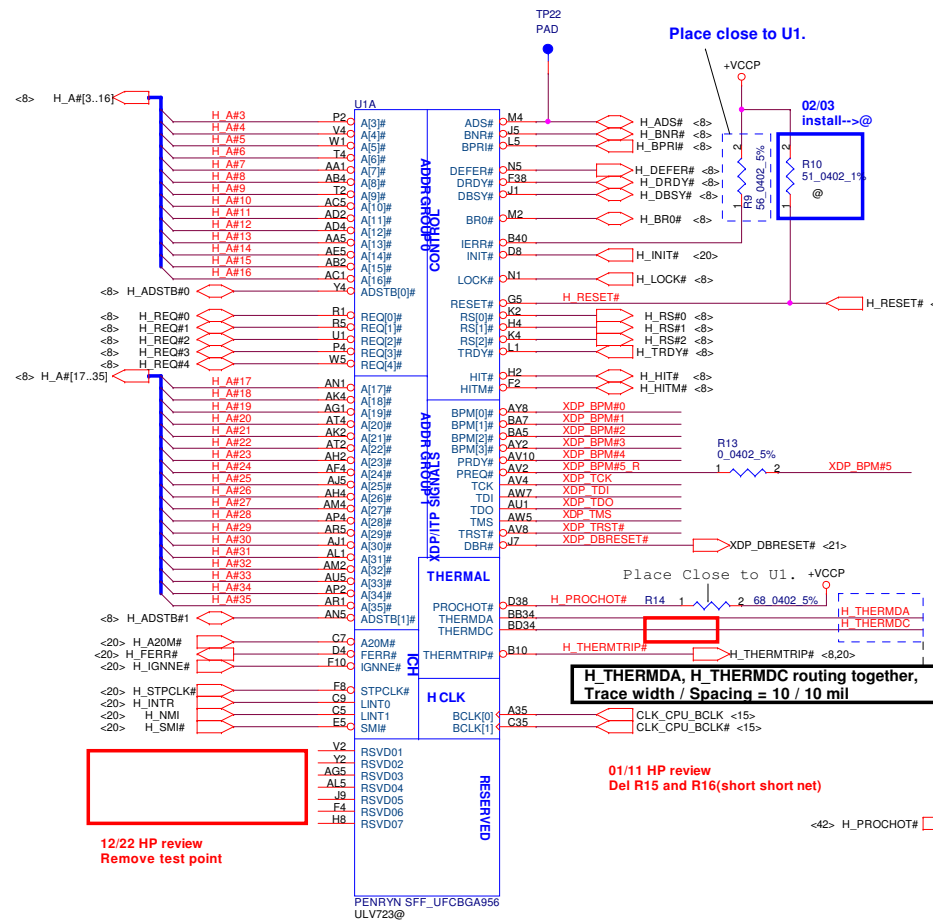 TP22
PAD
Place close to U1.
+VCCP
<8> H_A#[3..16]
U1A
02/03
install-->@
H_A#3 P2 A[3]# ADS# M4 H_ADS# <8>
H_A#4 V4 A[4]# BNR# J5 H_BNR# <8>
H_A#5 W1 A[5]# BPRI# L5 H_BPRI# <8>
H_A#6 T4 A[6]#
H_A#7 AA1 A[7]# DEFER# N5 H_DEFER# <8>
H_A#8 AB4 A[8]# DRDY# F38 H_DRDY# <8>
H_A#9 T2 A[9]# DBSY# J1 H_DBSY# <8>
H_A#10 AC5 A[10]#
H_A#11 AD2 A[11]# BR0# M2 H_BR0# <8>
H_A#12 AD4 A[12]#
H_A#13 AA5 A[13]# IERR# B40
H_A#14 AE5 A[14]# INIT# D8 H_INIT# <20>
H_A#15 AB2 A[15]#
H_A#16 AC1 A[16]# LOCK# N1 H_LOCK# <8>
<8> H_ADSTB#0 Y4 ADSTB[0]#
ADDR GROUP 0
CONTROL
2
R9
56_0402_5%
1
2
R10
51_0402_1%
@
1
RESET# G5 H_RESET# H_RESET# <
<8> H_REQ#0 R1 REQ[0]# RS[0]# K2 H_RS#0 <8>
<8> H_REQ#1 R5 REQ[1]# RS[1]# H4 H_RS#1 <8>
<8> H_REQ#2 U1 REQ[2]# RS[2]# K4 H_RS#2 <8>
<8> H_REQ#3 P4 REQ[3]# TRDY# L1 H_TRDY# <8>
<8> H_REQ#4 W5 REQ[4]#
<8> H_A#[17..35]
HIT# H2 H_HIT# <8>
HITM# F2 H_HITM# <8>
H_A#17 AN1 A[17]#
H_A#18 AK4 A[18]#
H_A#19 AG1 A[19]# BPM[0]# AY8 XDP_BPM#0
H_A#20 AT4 A[20]# BPM[1]# BA7 XDP_BPM#1
H_A#21 AK2 A[21]# BPM[2]# BA5 XDP_BPM#2
H_A#22 AT2 A[22]# BPM[3]# AY2 XDP_BPM#3
H_A#23 AH2 A[23]# PRDY# AV10 XDP_BPM#4
H_A#24 AF4 A[24]# PREQ# AV2 XDP_BPM#5_R 1 R13 0_0402_5% 2 XDP_BPM#5
H_A#25 AJ5 A[25]# TCK AV4 XDP_TCK
H_A#26 AH4 A[26]# TDI AW7 XDP_TDI
H_A#27 AM4 A[27]# TDO AU1 XDP_TDO
H_A#28 AP4 A[28]# TMS AW5 XDP_TMS
H_A#29 AR5 A[29]# TRST# AV8 XDP_TRST#
H_A#30 AJ1 A[30]# DBR# J7 XDP_DBRESET# XDP_DBRESET# <21>
H_A#31 AL1 A[31]#
H_A#32 AM2 A[32]#
H_A#33 AU5 A[33]#
H_A#34 AP2 A[34]#
H_A#35 AR1 A[35]#
<8> H_ADSTB#1 AN5 ADSTB[1]#
ADDR GROUP 1
XDP/ITP SIGNALS
THERMAL
Place Close to U1. +VCCP
PROCHOT# D38 H_PROCHOT# R14 1 2 68_0402_5%
THERMDA BB34 H_THERMDA
THERMDC BD34 H_THERMDC
<20> H_A20M# C7 A20M#
<20> H_FERR# D4 FERR# THERMTRIP# B10 H_THERMTRIP# H_THERMTRIP# <8,20>
<20> H_IGNNE# F10 IGNNE#
ICH
H_THERMDA, H_THERMDC routing together,
Trace width / Spacing = 10 / 10 mil
<20> H_STPCLK# F8 STPCLK#
<20> H_INTR C9 LINT0
<20> H_NMI C5 LINT1
<20> H_SMI# E5 SMI#
H CLK
BCLK[0] A35 CLK_CPU_BCLK <15>
BCLK[1] C35 CLK_CPU_BCLK# <15>
V2 RSVD01
Y2 RSVD02
AG5 RSVD03
AL5 RSVD04
J9 RSVD05
F4 RSVD06
H8 RSVD07
RESERVED
01/11 HP review
Del R15 and R16(short short net)
<42> H_PROCHOT#
12/22 HP review
Remove test point
PENRYN SFF_UFCBGA956
ULV723@